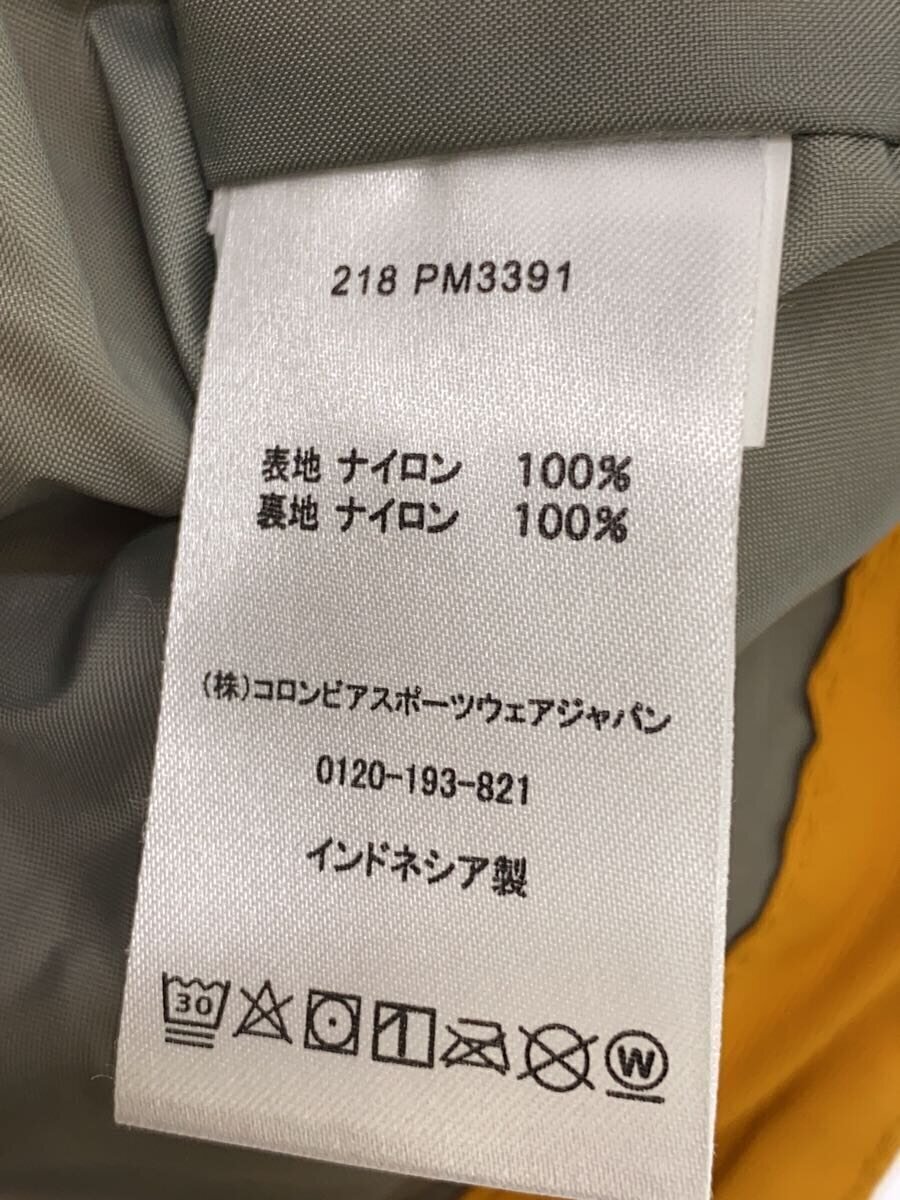 218 PM3391
表地 ナイロン 100%
裏地 ナイロン 100%
(株)コロンビアスポーツウェアジャパン
0120-193-821
インドネシア製
30 W